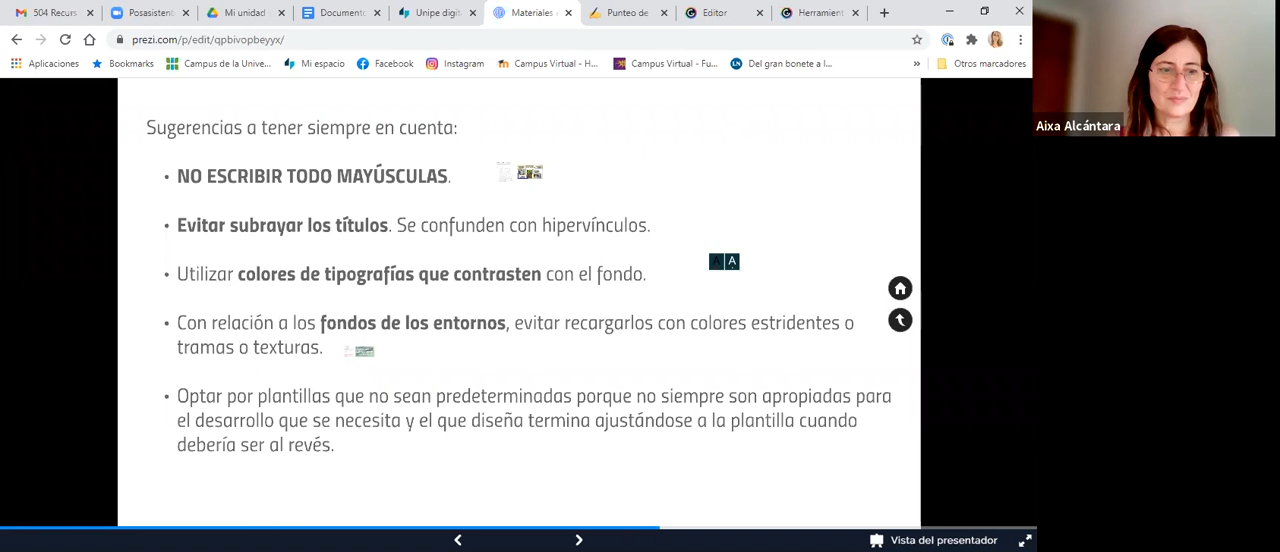 504 Recurs
Posasistent
Mi unidad
Document
Unipe digit
Materiales
Punteo de
Editor
Herramient
prezi.com/p/edit/qpbivopbeyyx/
Aplicaciones
Bookmarks
Campus de la Unive...
Mi espacio
Facebook
Instagram
Campus Virtual - H...
Campus Virtual - Fu...
Del gran bonete a l...
»
Otros marcadores
Aixa Alcántara
Sugerencias a tener siempre en cuenta:
• NO ESCRIBIR TODO MAYÚSCULAS.
• Evitar subrayar los títulos. Se confunden con hipervínculos.
A A
• Utilizar colores de tipografías que contrasten con el fondo.
• Con relación a los fondos de los entornos, evitar recargarlos con colores estridentes o
tramas o texturas.
• Optar por plantillas que no sean predeterminadas porque no siempre son apropiadas para
el desarrollo que se necesita y el que diseña termina ajustándose a la plantilla cuando
debería ser al revés.
Vista del presentador